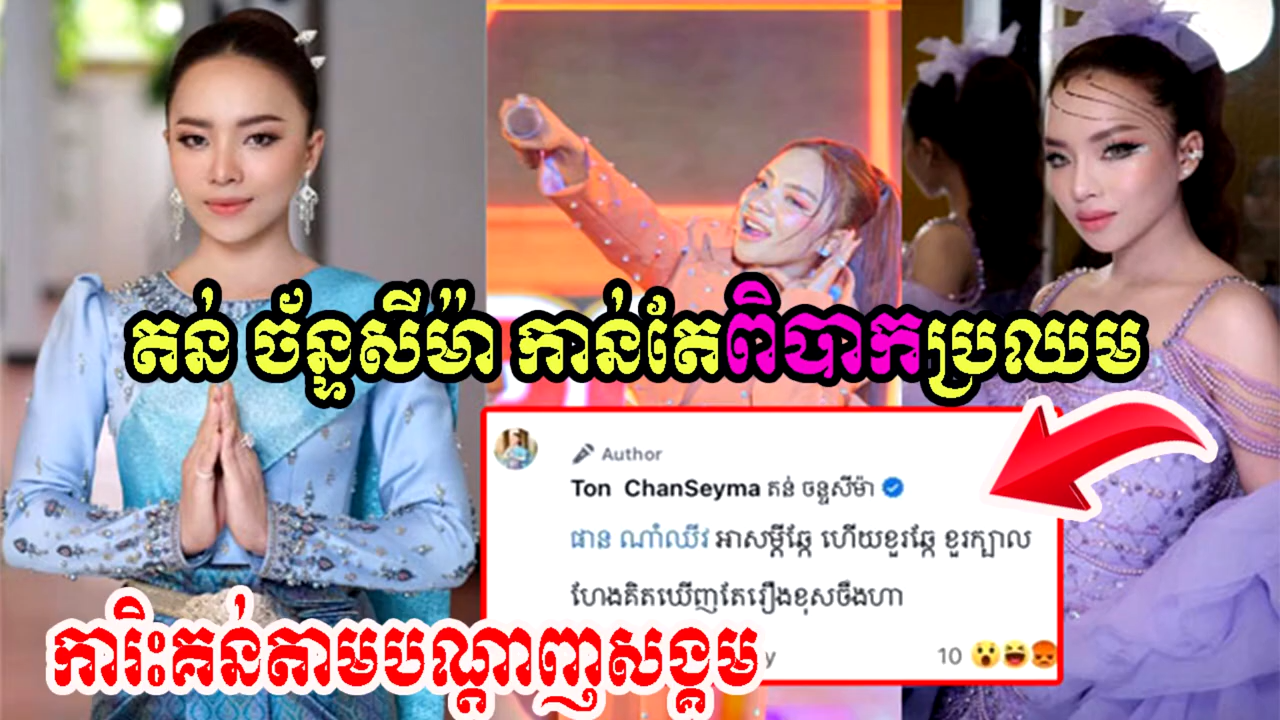 តន់ ច័ន្ទសីម៉ា កាន់តែពិបាកប្រឈម
Author
Ton ChanSeyma តន់ ចន្ទសីម៉ា
ផាន ណាំឈីវ អាសម្ដីឆ្កែ ហើយខួរឆ្កែ ខួរក្បាល
ហែងគិតឃើញតែរឿងខុសចឹងហា
10
ការិះគន់តាមបណ្ដាញសង្គម